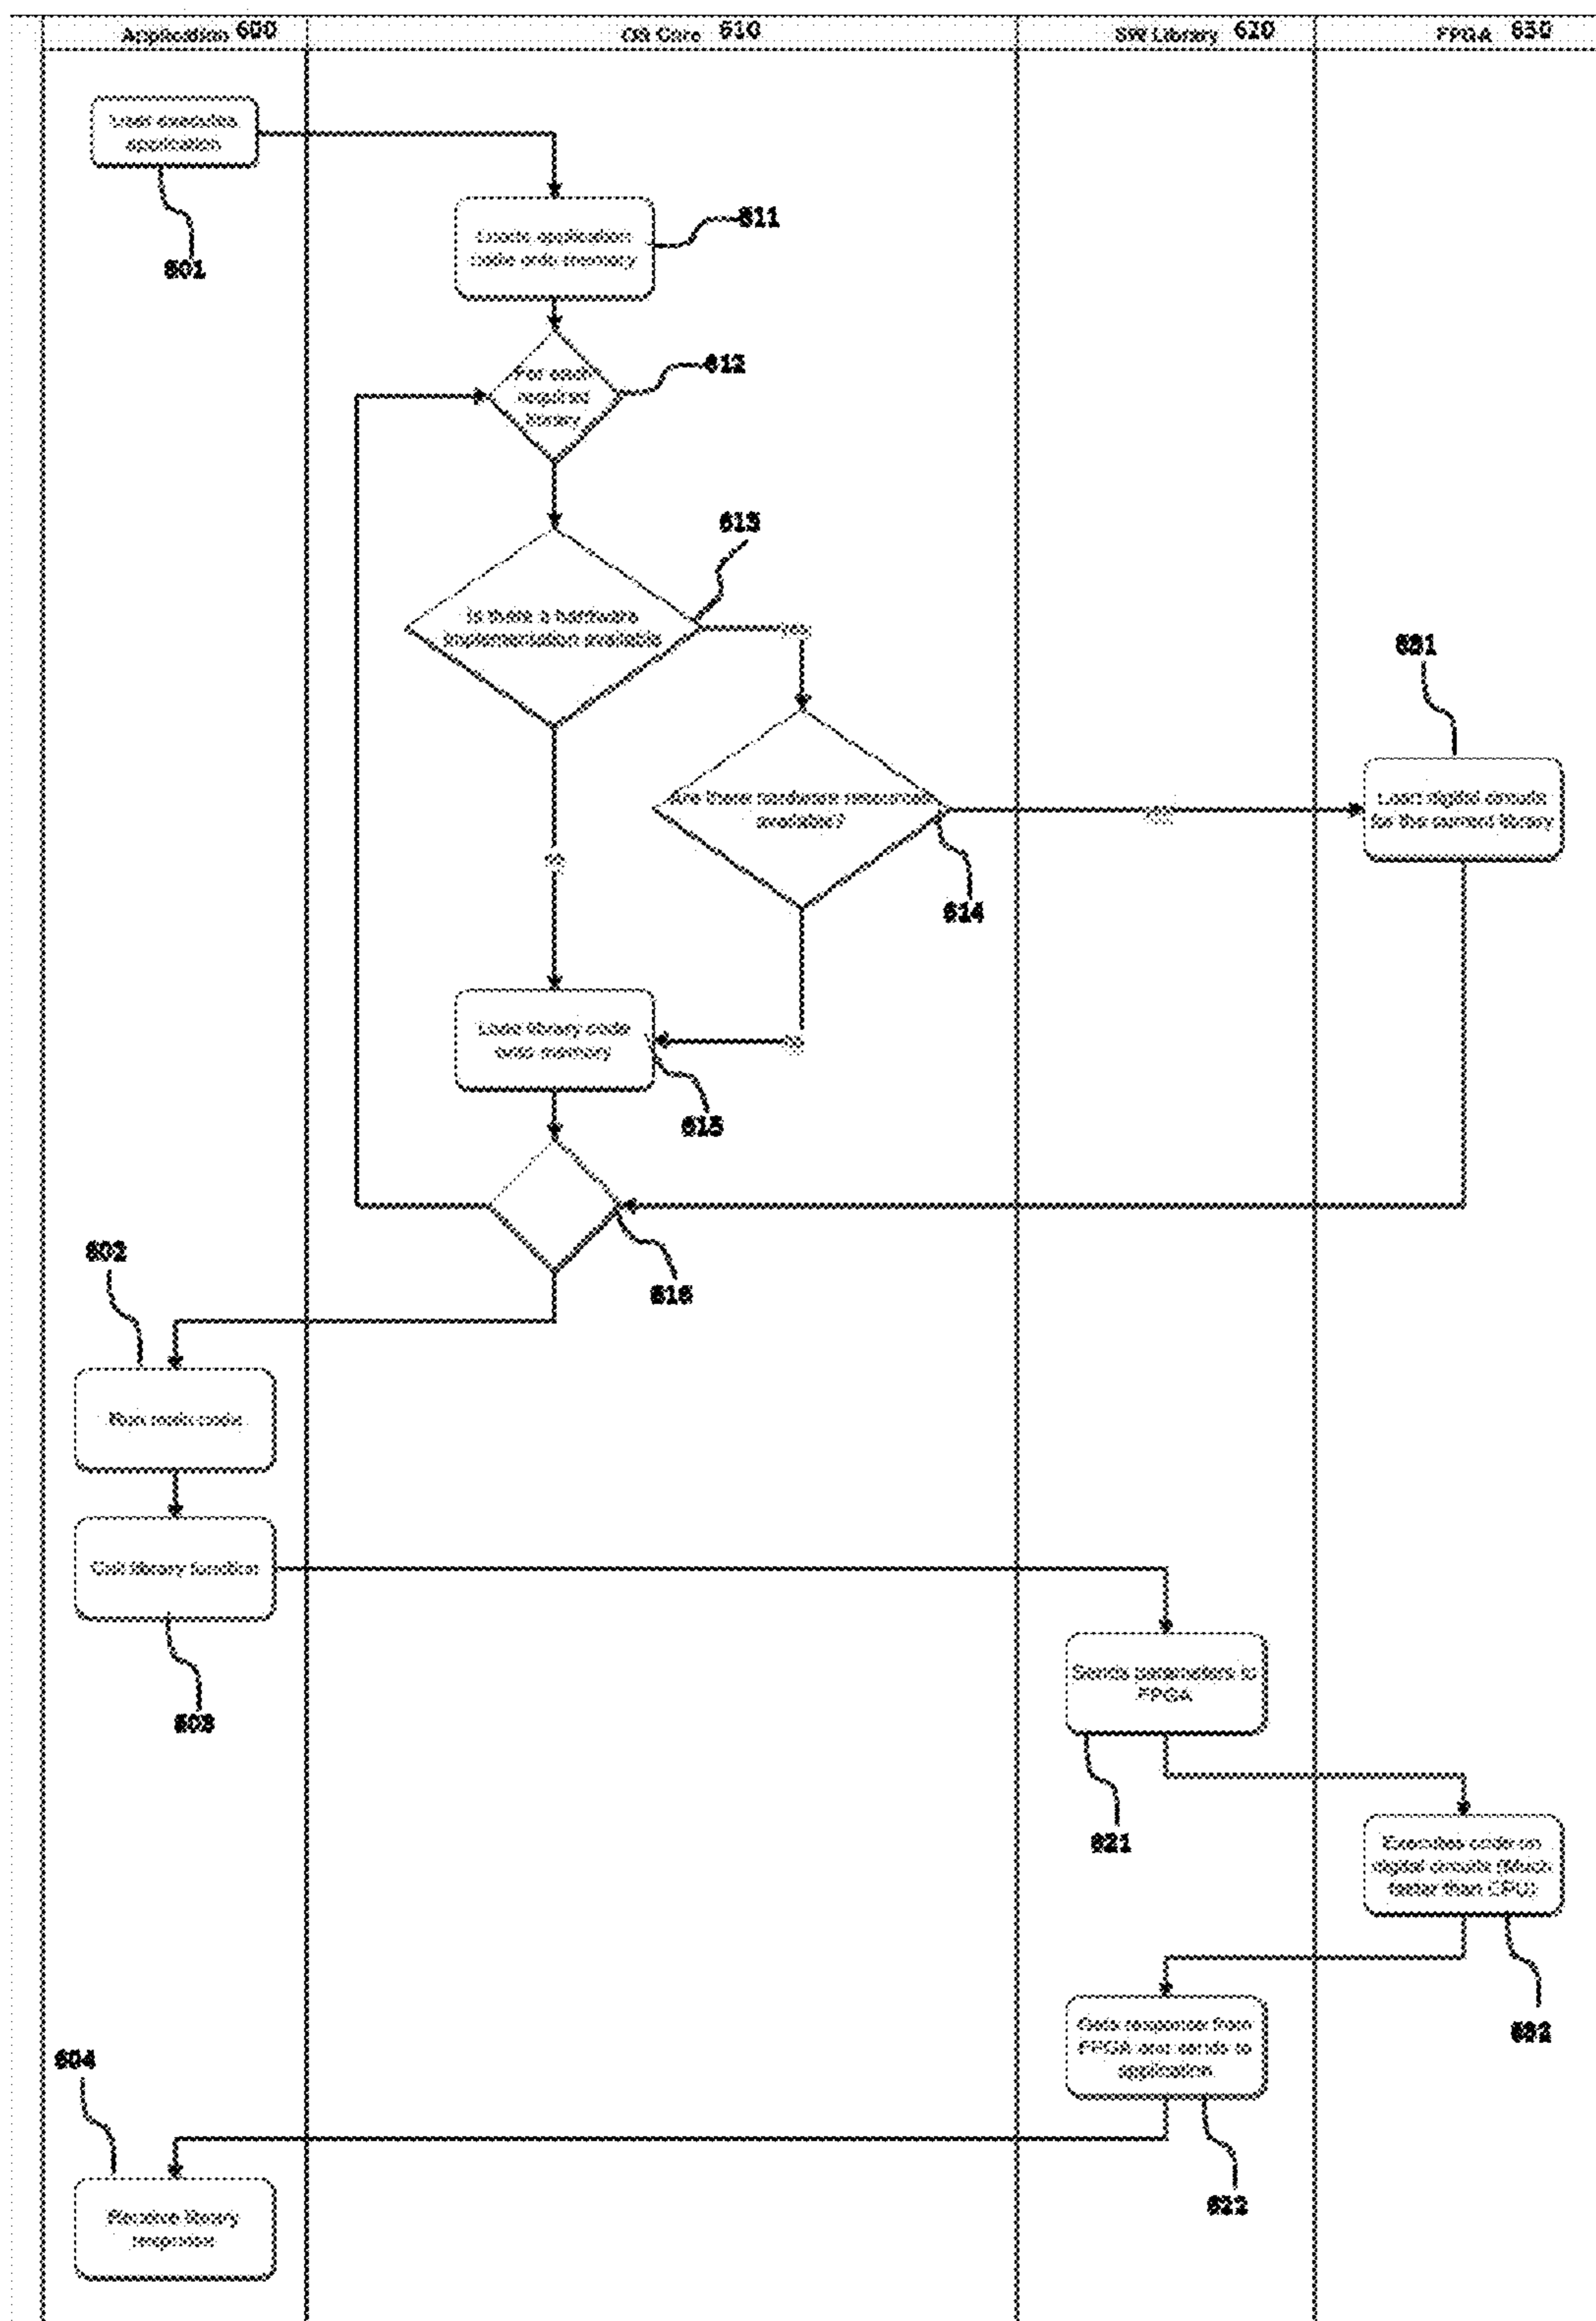 Application 600
OS Core 610
SW Library 620
FPGA 630
User executes
application
601
Loads application
code onto memory
611
For each
required
library
612
Is there a hardware
implementation available
613
Yes
Are there hardware resources
available?
614
Yes
631
Load digital circuits
for the current library
No
No
Load library code
onto memory
615
616
602
Run main code
Call library function
603
Sends parameters to
FPGA
621
Executes code on
digital circuits (Much
faster than CPU)
632
Gets response from
FPGA and sends to
application
622
604
Receive library
response